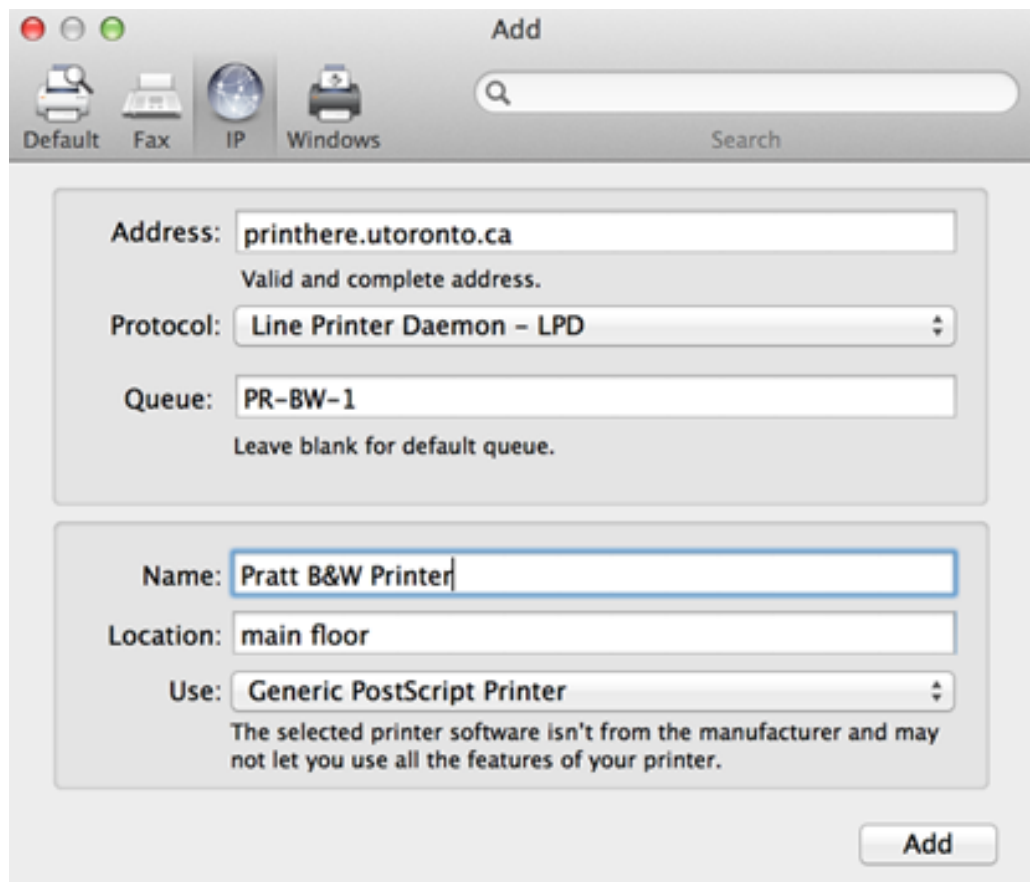 Add
Default Fax IP Windows Search
Address: printhere.utoronto.ca
Valid and complete address.
Protocol: Line Printer Daemon – LPD
Queue: PR-BW-1
Leave blank for default queue.
Name: Pratt B&W Printer
Location: main floor
Use: Generic PostScript Printer
The selected printer software isn't from the manufacturer and may
not let you use all the features of your printer.
Add